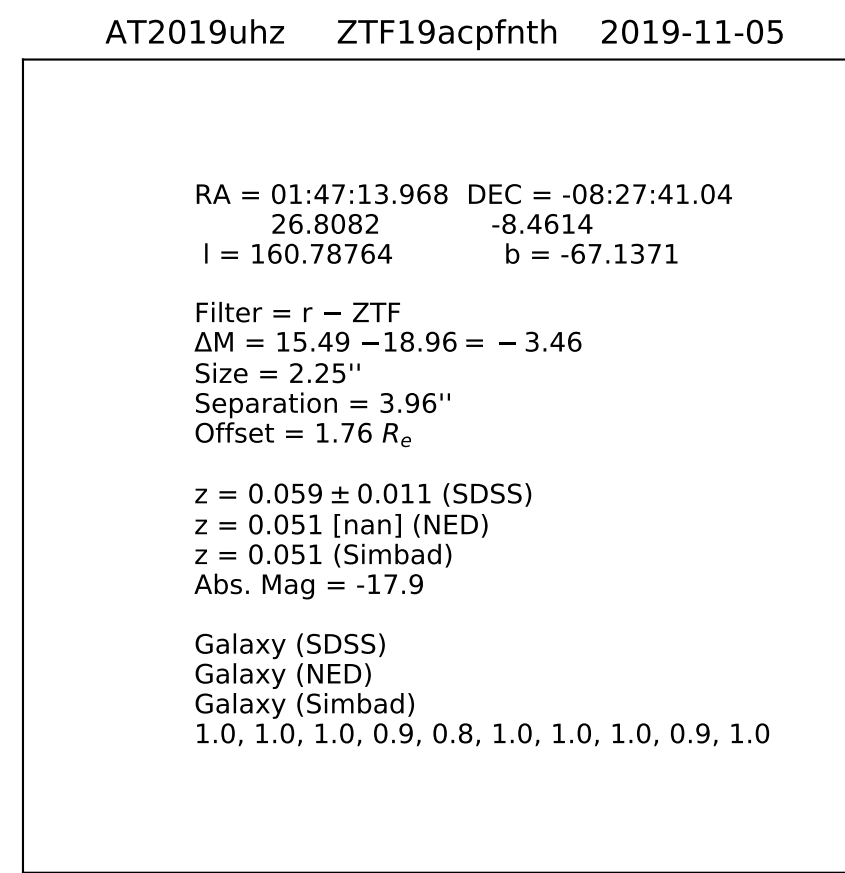 AT2019uhz ZTF19acpfnth 2019-11-05
RA = 01:47:13.968 DEC = -08:27:41.04
26.8082 -8.4614
l = 160.78764 b = -67.1371
Filter = r − ZTF
ΔM = 15.49 −18.96 = − 3.46
Size = 2.25''
Separation = 3.96''
Offset = 1.76 Re
z = 0.059 ± 0.011 (SDSS)
z = 0.051 [nan] (NED)
z = 0.051 (Simbad)
Abs. Mag = -17.9
Galaxy (SDSS)
Galaxy (NED)
Galaxy (Simbad)
1.0, 1.0, 1.0, 0.9, 0.8, 1.0, 1.0, 1.0, 0.9, 1.0